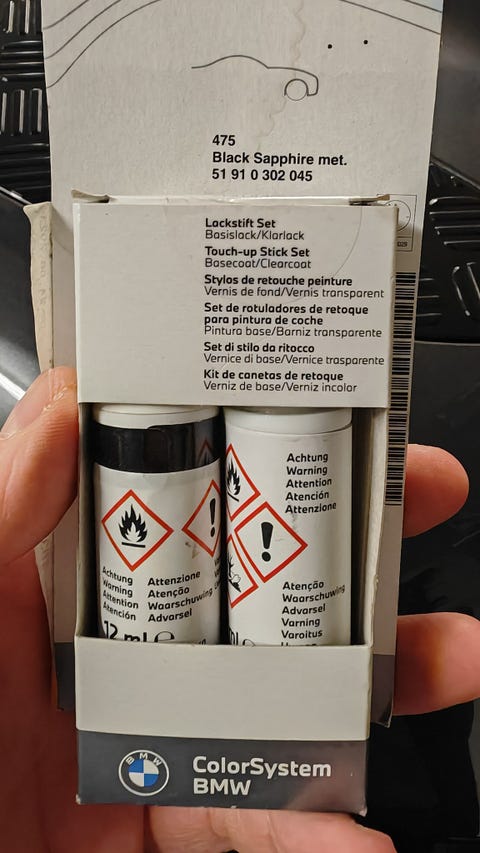 475
Black Sapphire met.
51 91 0 302 045
Lackstift Set
Basislack/Klarlack
Touch-up Stick Set
Basecoat/Clearcoat
Stylos de retouche peinture
Vernis de fond/Vernis transparent
Set de rotuladores de retoque
para pintura de coche
Pintura base/Barniz transparente
Set di stilo da ritocco
Vernice di base/Vernice trasparente
Kit de canetas de retoque
Verniz de base/Verniz incolor
Achtung
Warning
Attention
Atención
Attenzione
Atenção
Waarschuwing
Advarsel
12 ml
Achtung
Warning
Attention
Atención
Attenzione
Atenção
Waarschuwing
Advarsel
Varning
Varoitus
BMW
ColorSystem
BMW